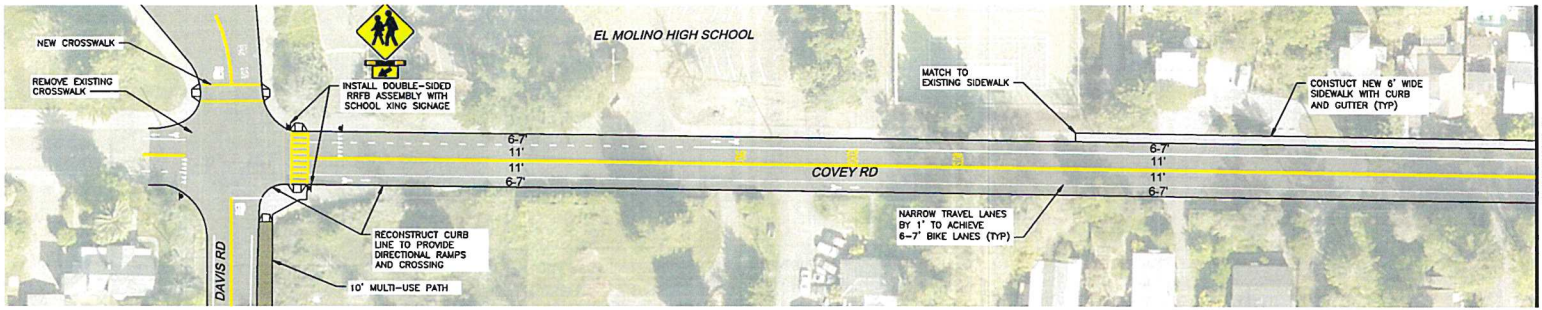 NEW CROSSWALK
REMOVE EXISTING
CROSSWALK
INSTALL DOUBLE-SIDED
RRFB ASSEMBLY WITH
SCHOOL XING SIGNAGE
EL MOLINO HIGH SCHOOL
MATCH TO
EXISTING SIDEWALK
CONSTUCT NEW 6' WIDE
SIDEWALK WITH CURB
AND GUTTER (TYP)
6-7'
11'
11'
6-7'
COVEY RD
6-7'
11'
11'
6-7'
NARROW TRAVEL LANES
BY 1' TO ACHIEVE
6-7' BIKE LANES (TYP)
RECONSTRUCT CURB
LINE TO PROVIDE
DIRECTIONAL RAMPS
AND CROSSING
10' MULTI-USE PATH
DAVIS RD